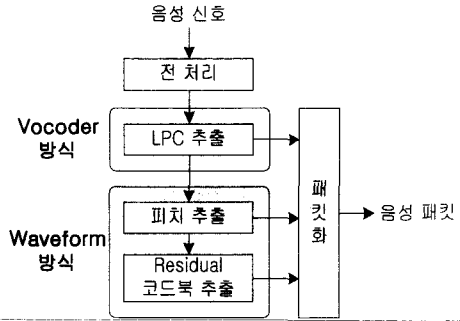 음성 신호
전 처리
Vocoder
방식
LPC 추출
피치 추출
Waveform
방식
Residual
코드북 추출
패
킷
화
음성 패킷